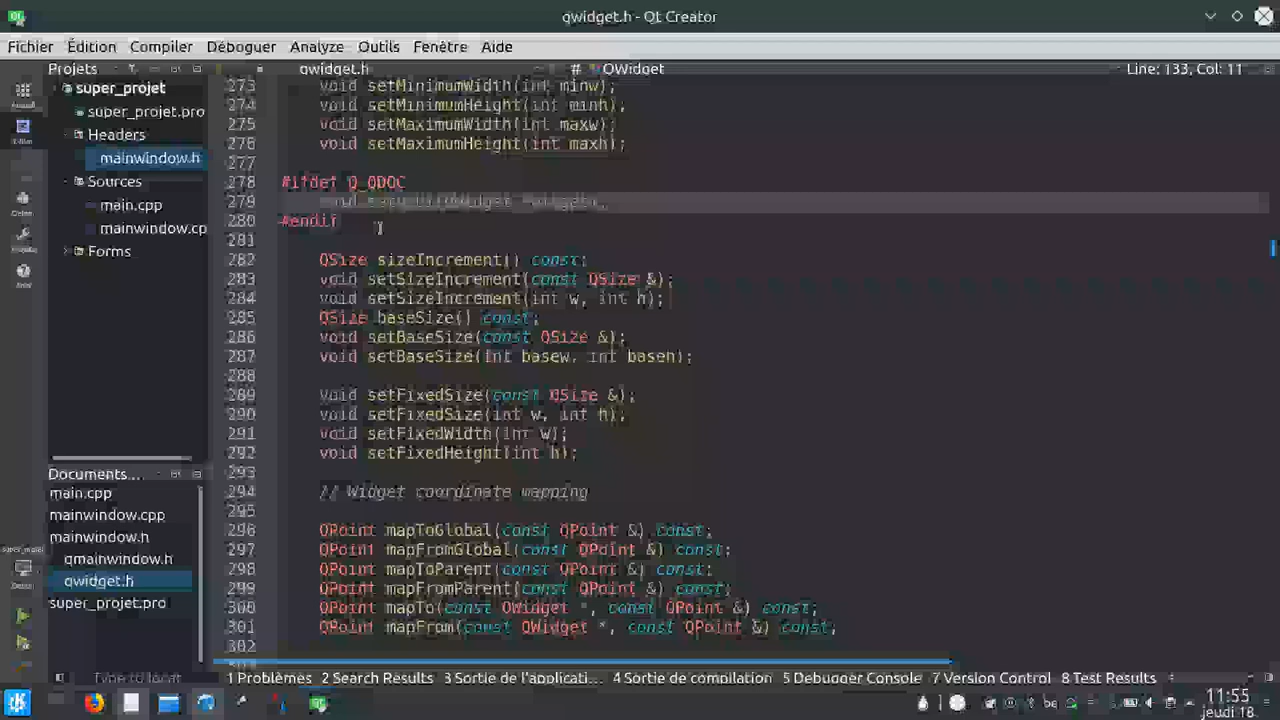 qwidget.h - Qt Creator
Fichier Édition Compiler Déboguer Analyze Outils Fenêtre Aide
Projets qwidget.h # QWidget Line: 133, Col: 11
super_projet
super_projet.pro
Headers
mainwindow.h
Sources
main.cpp
mainwindow.cp
Forms
Documents...
main.cpp
mainwindow.cpp
mainwindow.h
qmainwindow.h
qwidget.h
super_projet.pro
273 void setMinimumWidth(int minw);
274 void setMinimumHeight(int minh);
275 void setMaximumWidth(int maxw);
276 void setMaximumHeight(int maxh);
277
278 #ifdef Q_QDOC
279
280 #endif
281
282 QSize sizeIncrement() const;
283 void setSizeIncrement(const QSize &);
284 void setSizeIncrement(int w, int h);
285 QSize baseSize() const;
286 void setBaseSize(const QSize &);
287 void setBaseSize(int basew, int baseh);
288
289 void setFixedSize(const QSize &);
290 void setFixedSize(int w, int h);
291 void setFixedWidth(int w);
292 void setFixedHeight(int h);
293
294 // Widget coordinate mapping
295
296 QPoint mapToGlobal(const QPoint &) const;
297 QPoint mapFromGlobal(const QPoint &) const;
298 QPoint mapToParent(const QPoint &) const;
299 QPoint mapFromParent(const QPoint &) const;
300 QPoint mapTo(const QWidget *, const QPoint &) const;
301 QPoint mapFrom(const QWidget *, const QPoint &) const;
302
Type to locat 1 Problèmes 2 Search Results 3 Sortie de l'applicati... 4 Sortie de compilation 5 Debugger Console 7 Version Control 8 Test Results
11:55
jeudi 18